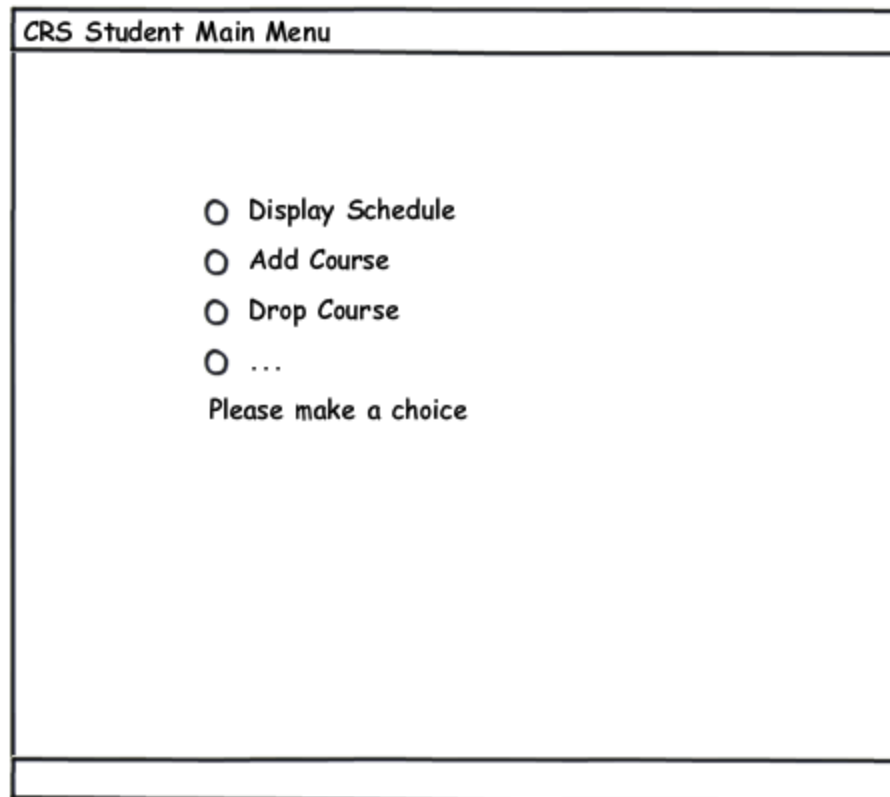 CRS Student Main Menu
Display Schedule
Add Course
Drop Course
...
Please make a choice